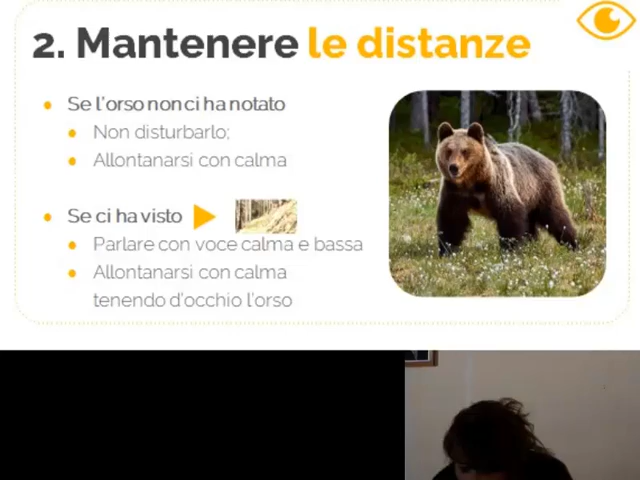 2. Mantenere le distanze
Se l'orso non ci ha notato
Non disturbarlo;
Allontanarsi con calma
Se ci ha visto
Parlare con voce calma e bassa
Allontanarsi con calma
tenendo d'occhio l'orso